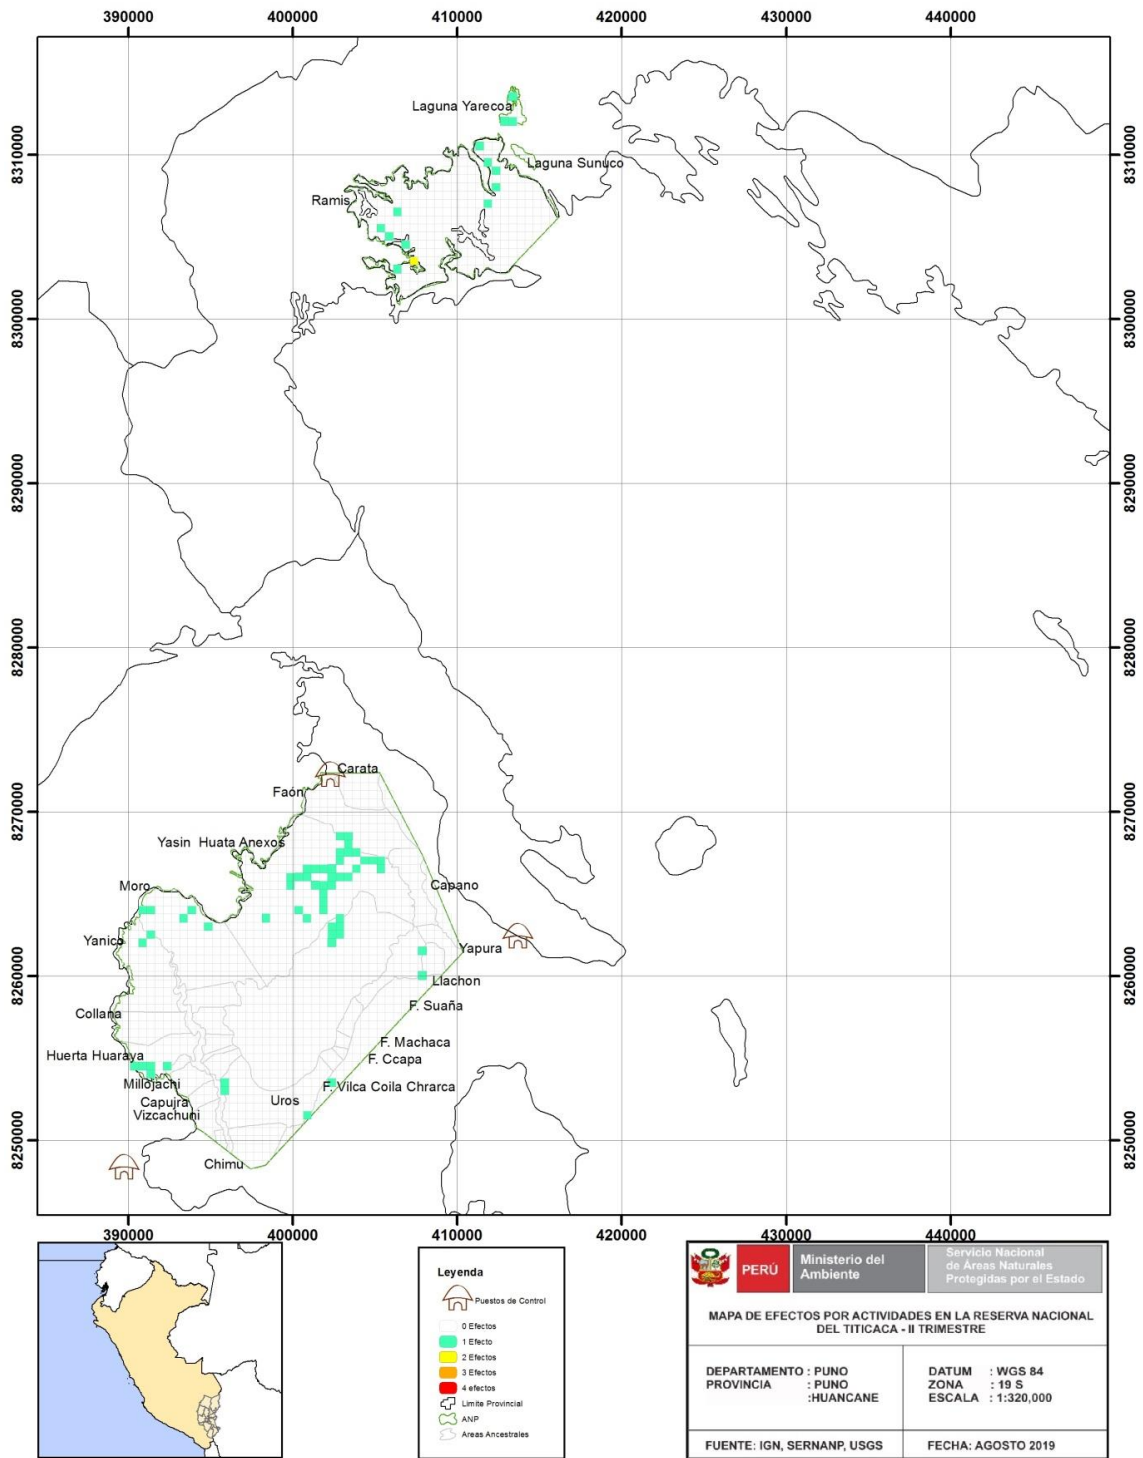 390000 400000 410000 420000 430000 440000
8310000 8310000
8300000 8300000
8290000 8290000
8280000 8280000
8270000 8270000
8260000 8260000
8250000 8250000
Laguna Yarecoa
Laguna Sunuco
Ramis
Carata
Faón
Yasin Huata Anexos
Moro
Capano
Yanico
Yapura
Llachon
F. Suaña
Collana
F. Machaca
Huerta Huaraya
F. Ccapa
Millojachi
F. Vilca Coila Chrarca
Capujra
Uros
Vizcachuni
Chimu
390000 400000 410000 420000 430000 440000
Leyenda
Puestos de Control
0 Efectos
1 Efecto
2 Efectos
3 Efectos
4 efectos
Limite Provincial
ANP
Areas Ancestrales
PERÚ
Ministerio del
Ambiente
Servicio Nacional
de Áreas Naturales
Protegidas por el Estado
MAPA DE EFECTOS POR ACTIVIDADES EN LA RESERVA NACIONAL
DEL TITICACA - II TRIMESTRE
DEPARTAMENTO : PUNO
PROVINCIA : PUNO
:HUANCANE
DATUM : WGS 84
ZONA : 19 S
ESCALA : 1:320,000
FUENTE: IGN, SERNANP, USGS
FECHA: AGOSTO 2019